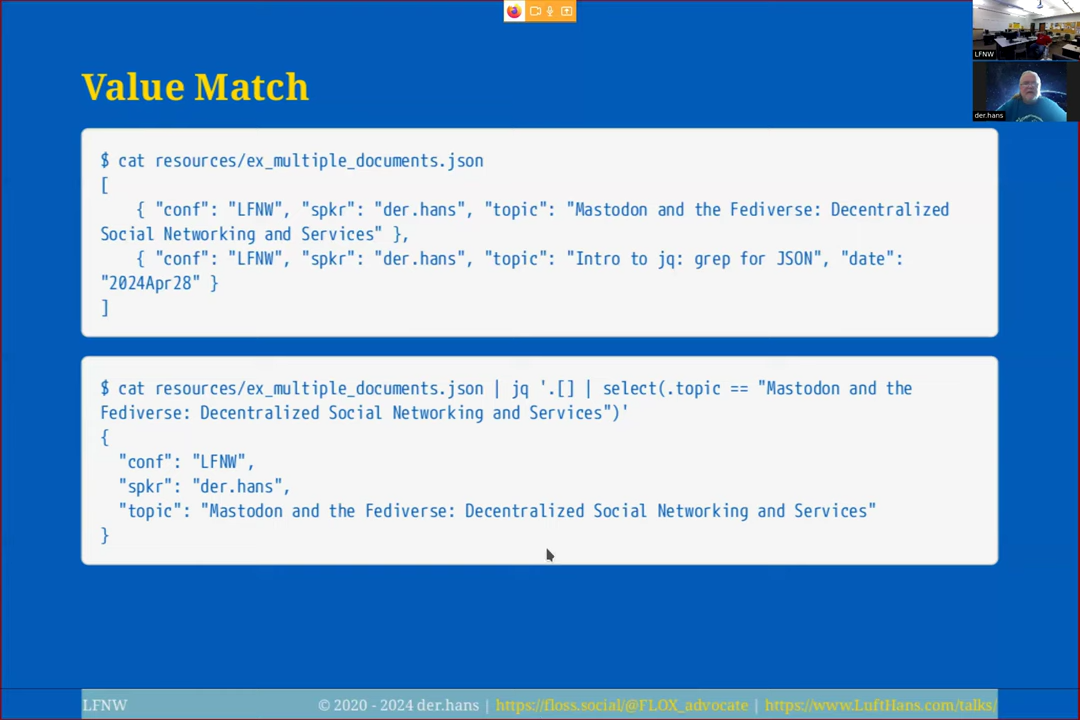 LFNW
der.hans
Value Match
$ cat resources/ex_multiple_documents.json
[
    { "conf": "LFNW", "spkr": "der.hans", "topic": "Mastodon and the Fediverse: Decentralized
Social Networking and Services" },
    { "conf": "LFNW", "spkr": "der.hans", "topic": "Intro to jq: grep for JSON", "date":
"2024Apr28" }
]
$ cat resources/ex_multiple_documents.json | jq '.[] | select(.topic == "Mastodon and the
Fediverse: Decentralized Social Networking and Services")'
{
  "conf": "LFNW",
  "spkr": "der.hans",
  "topic": "Mastodon and the Fediverse: Decentralized Social Networking and Services"
}
LFNW © 2020 - 2024 der.hans | https://floss.social/@FLOX_advocate | https://www.LuftHans.com/talks/